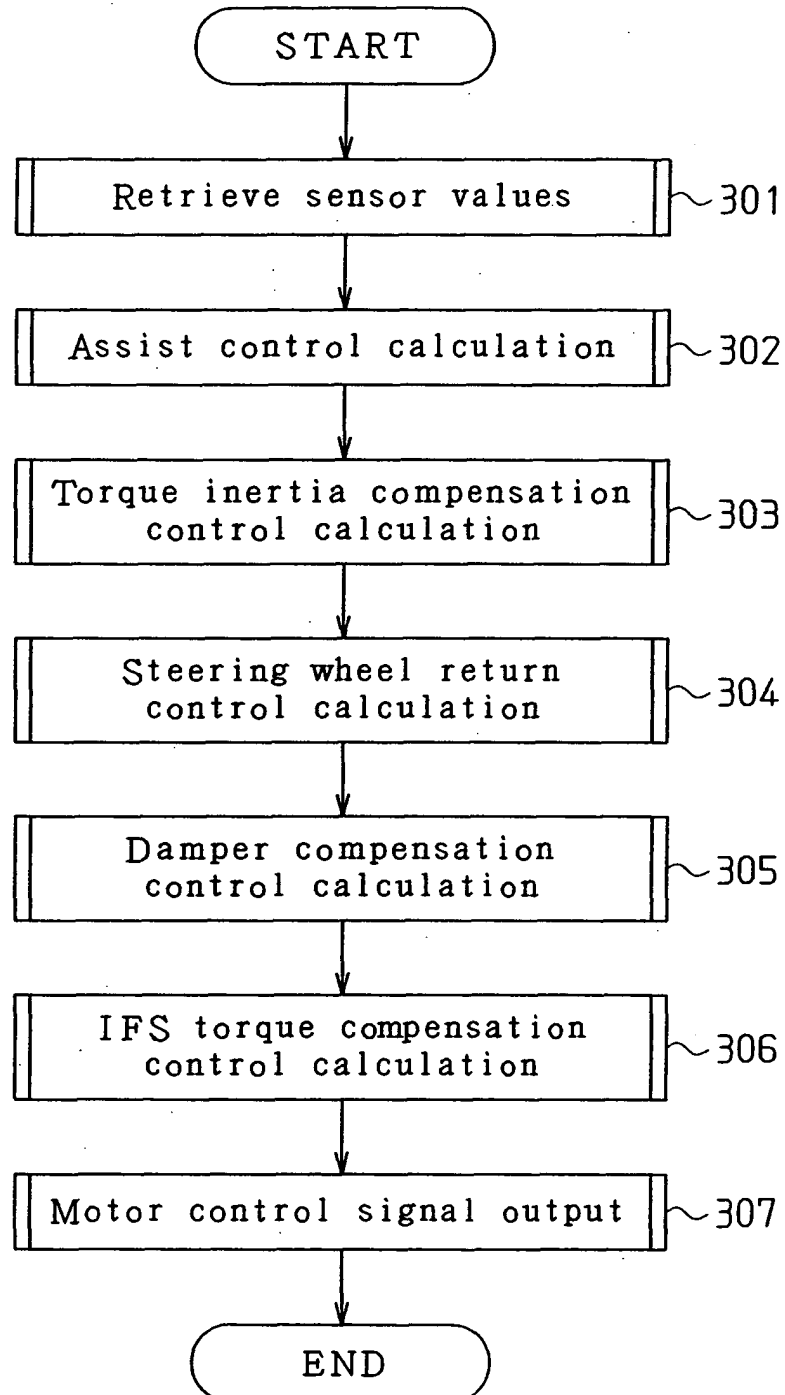 START
Retrieve sensor values
301
Assist control calculation
302
Torque inertia compensation
control calculation
303
Steering wheel return
control calculation
304
Damper compensation
control calculation
305
IFS torque compensation
control calculation
306
Motor control signal output
307
END